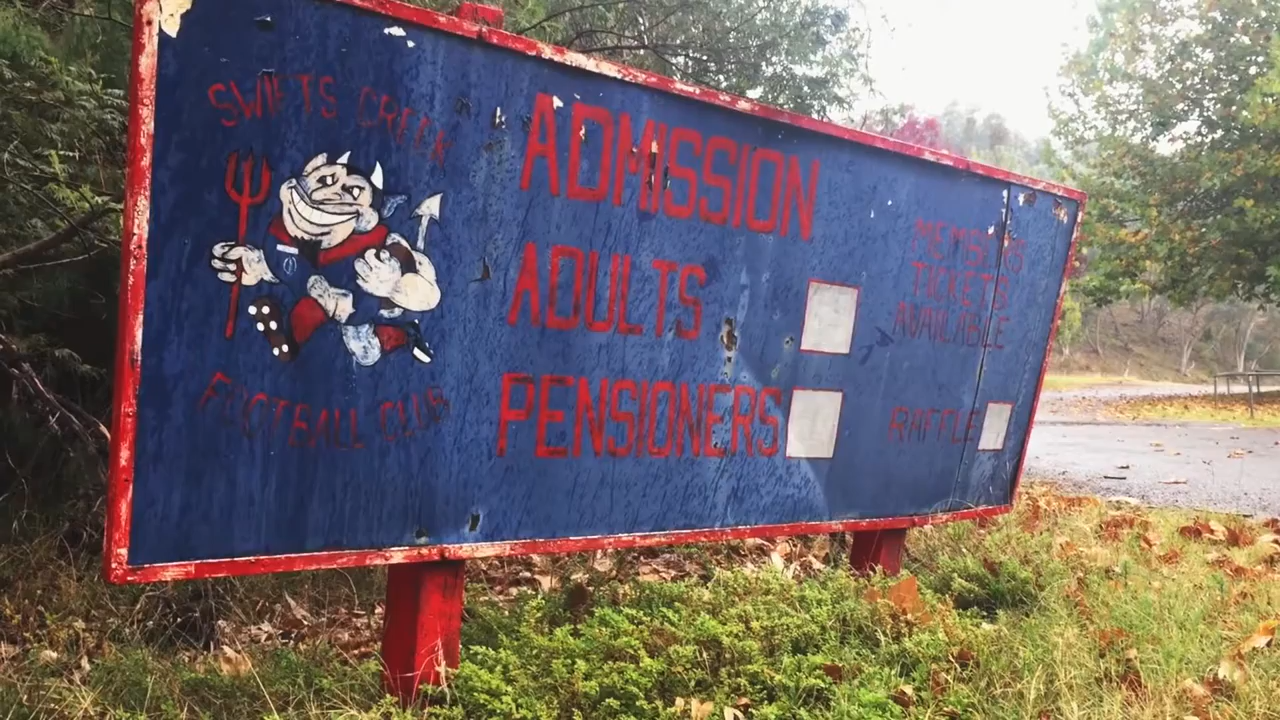 SWIFTS CREEK
FOOTBALL CLUB
ADMISSION
ADULTS
PENSIONERS
MEMBERS
TICKETS
AVAILABLE
RAFFLE